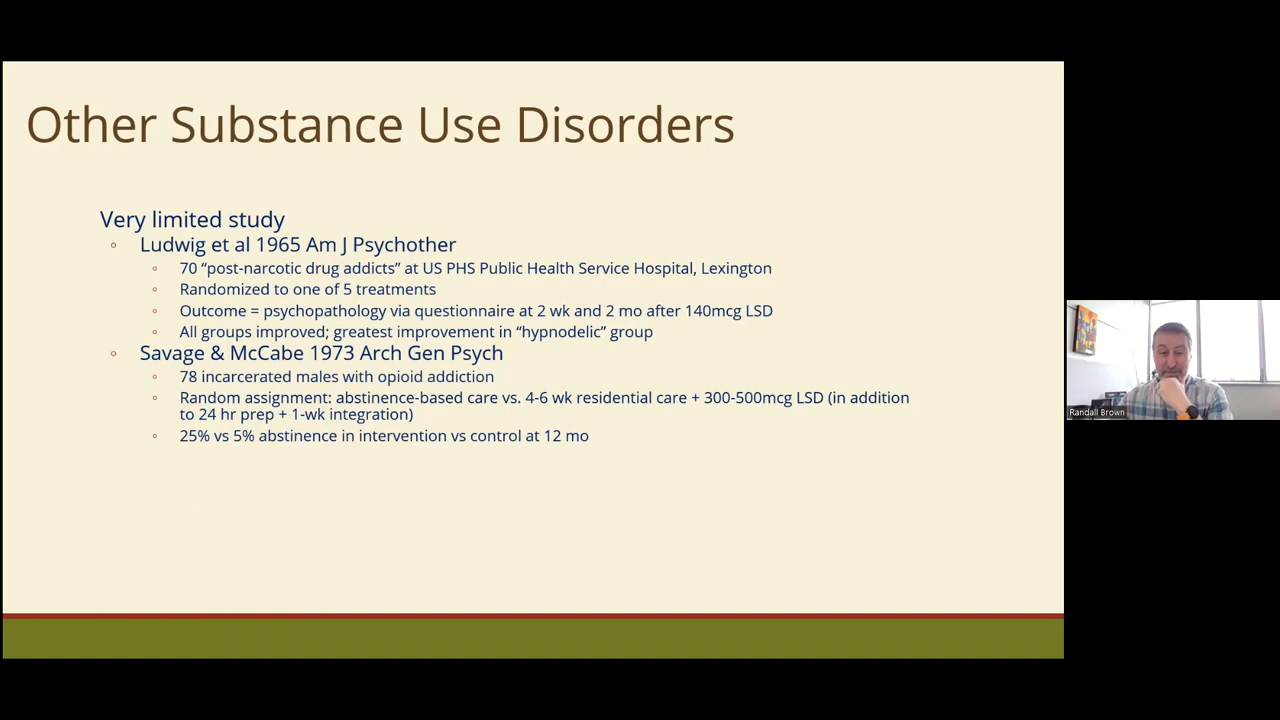 Other Substance Use Disorders
Very limited study
◦ Ludwig et al 1965 Am J Psychother
◦ 70 “post-narcotic drug addicts” at US PHS Public Health Service Hospital, Lexington
◦ Randomized to one of 5 treatments
◦ Outcome = psychopathology via questionnaire at 2 wk and 2 mo after 140mcg LSD
◦ All groups improved; greatest improvement in “hypnodelic” group
◦ Savage & McCabe 1973 Arch Gen Psych
◦ 78 incarcerated males with opioid addiction
◦ Random assignment: abstinence-based care vs. 4-6 wk residential care + 300-500mcg LSD (in addition
to 24 hr prep + 1-wk integration)
◦ 25% vs 5% abstinence in intervention vs control at 12 mo
Randall Brown